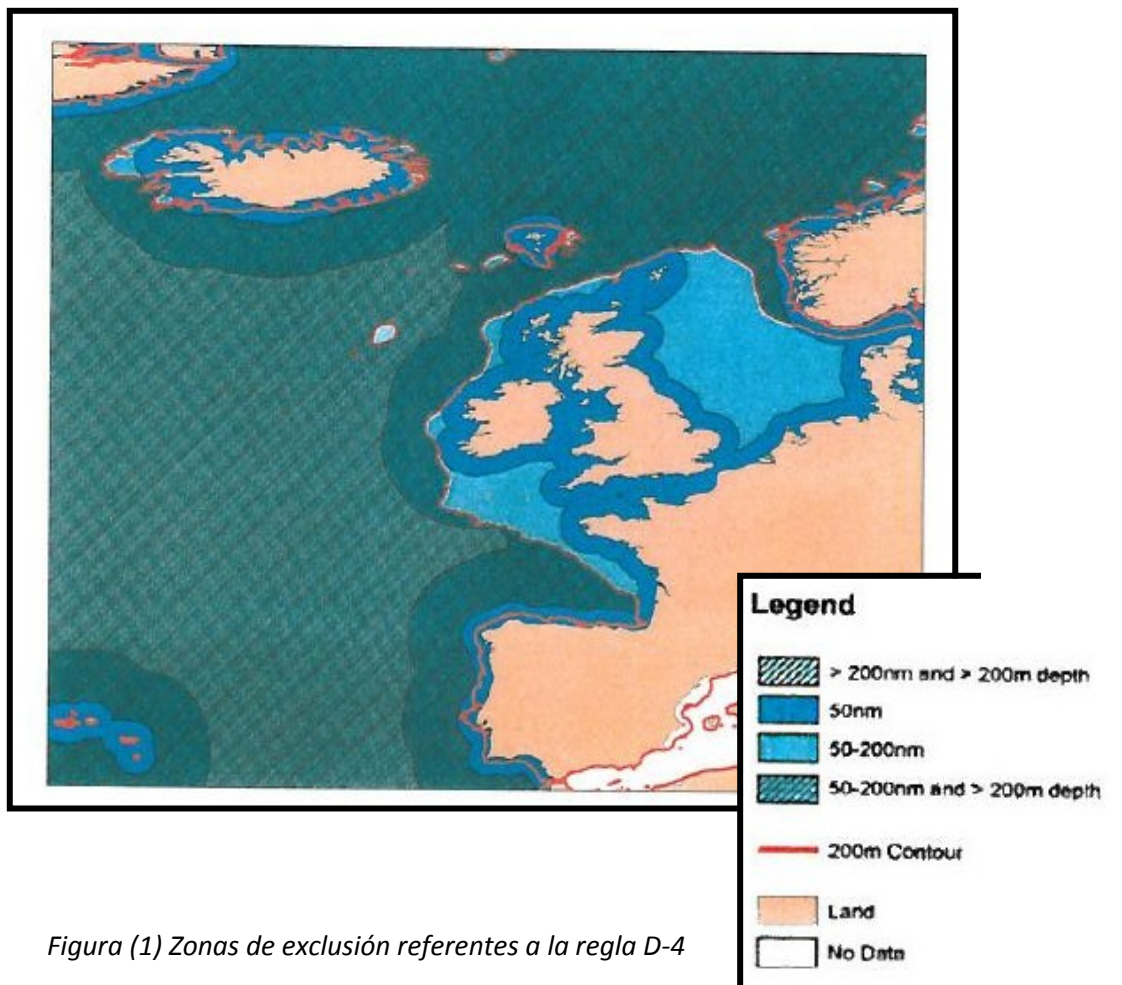 Legend
> 200nm and > 200m depth
50nm
50-200nm
50-200nm and > 200m depth
200m Contour
Land
No Data
Figura (1) Zonas de exclusión referentes a la regla D-4